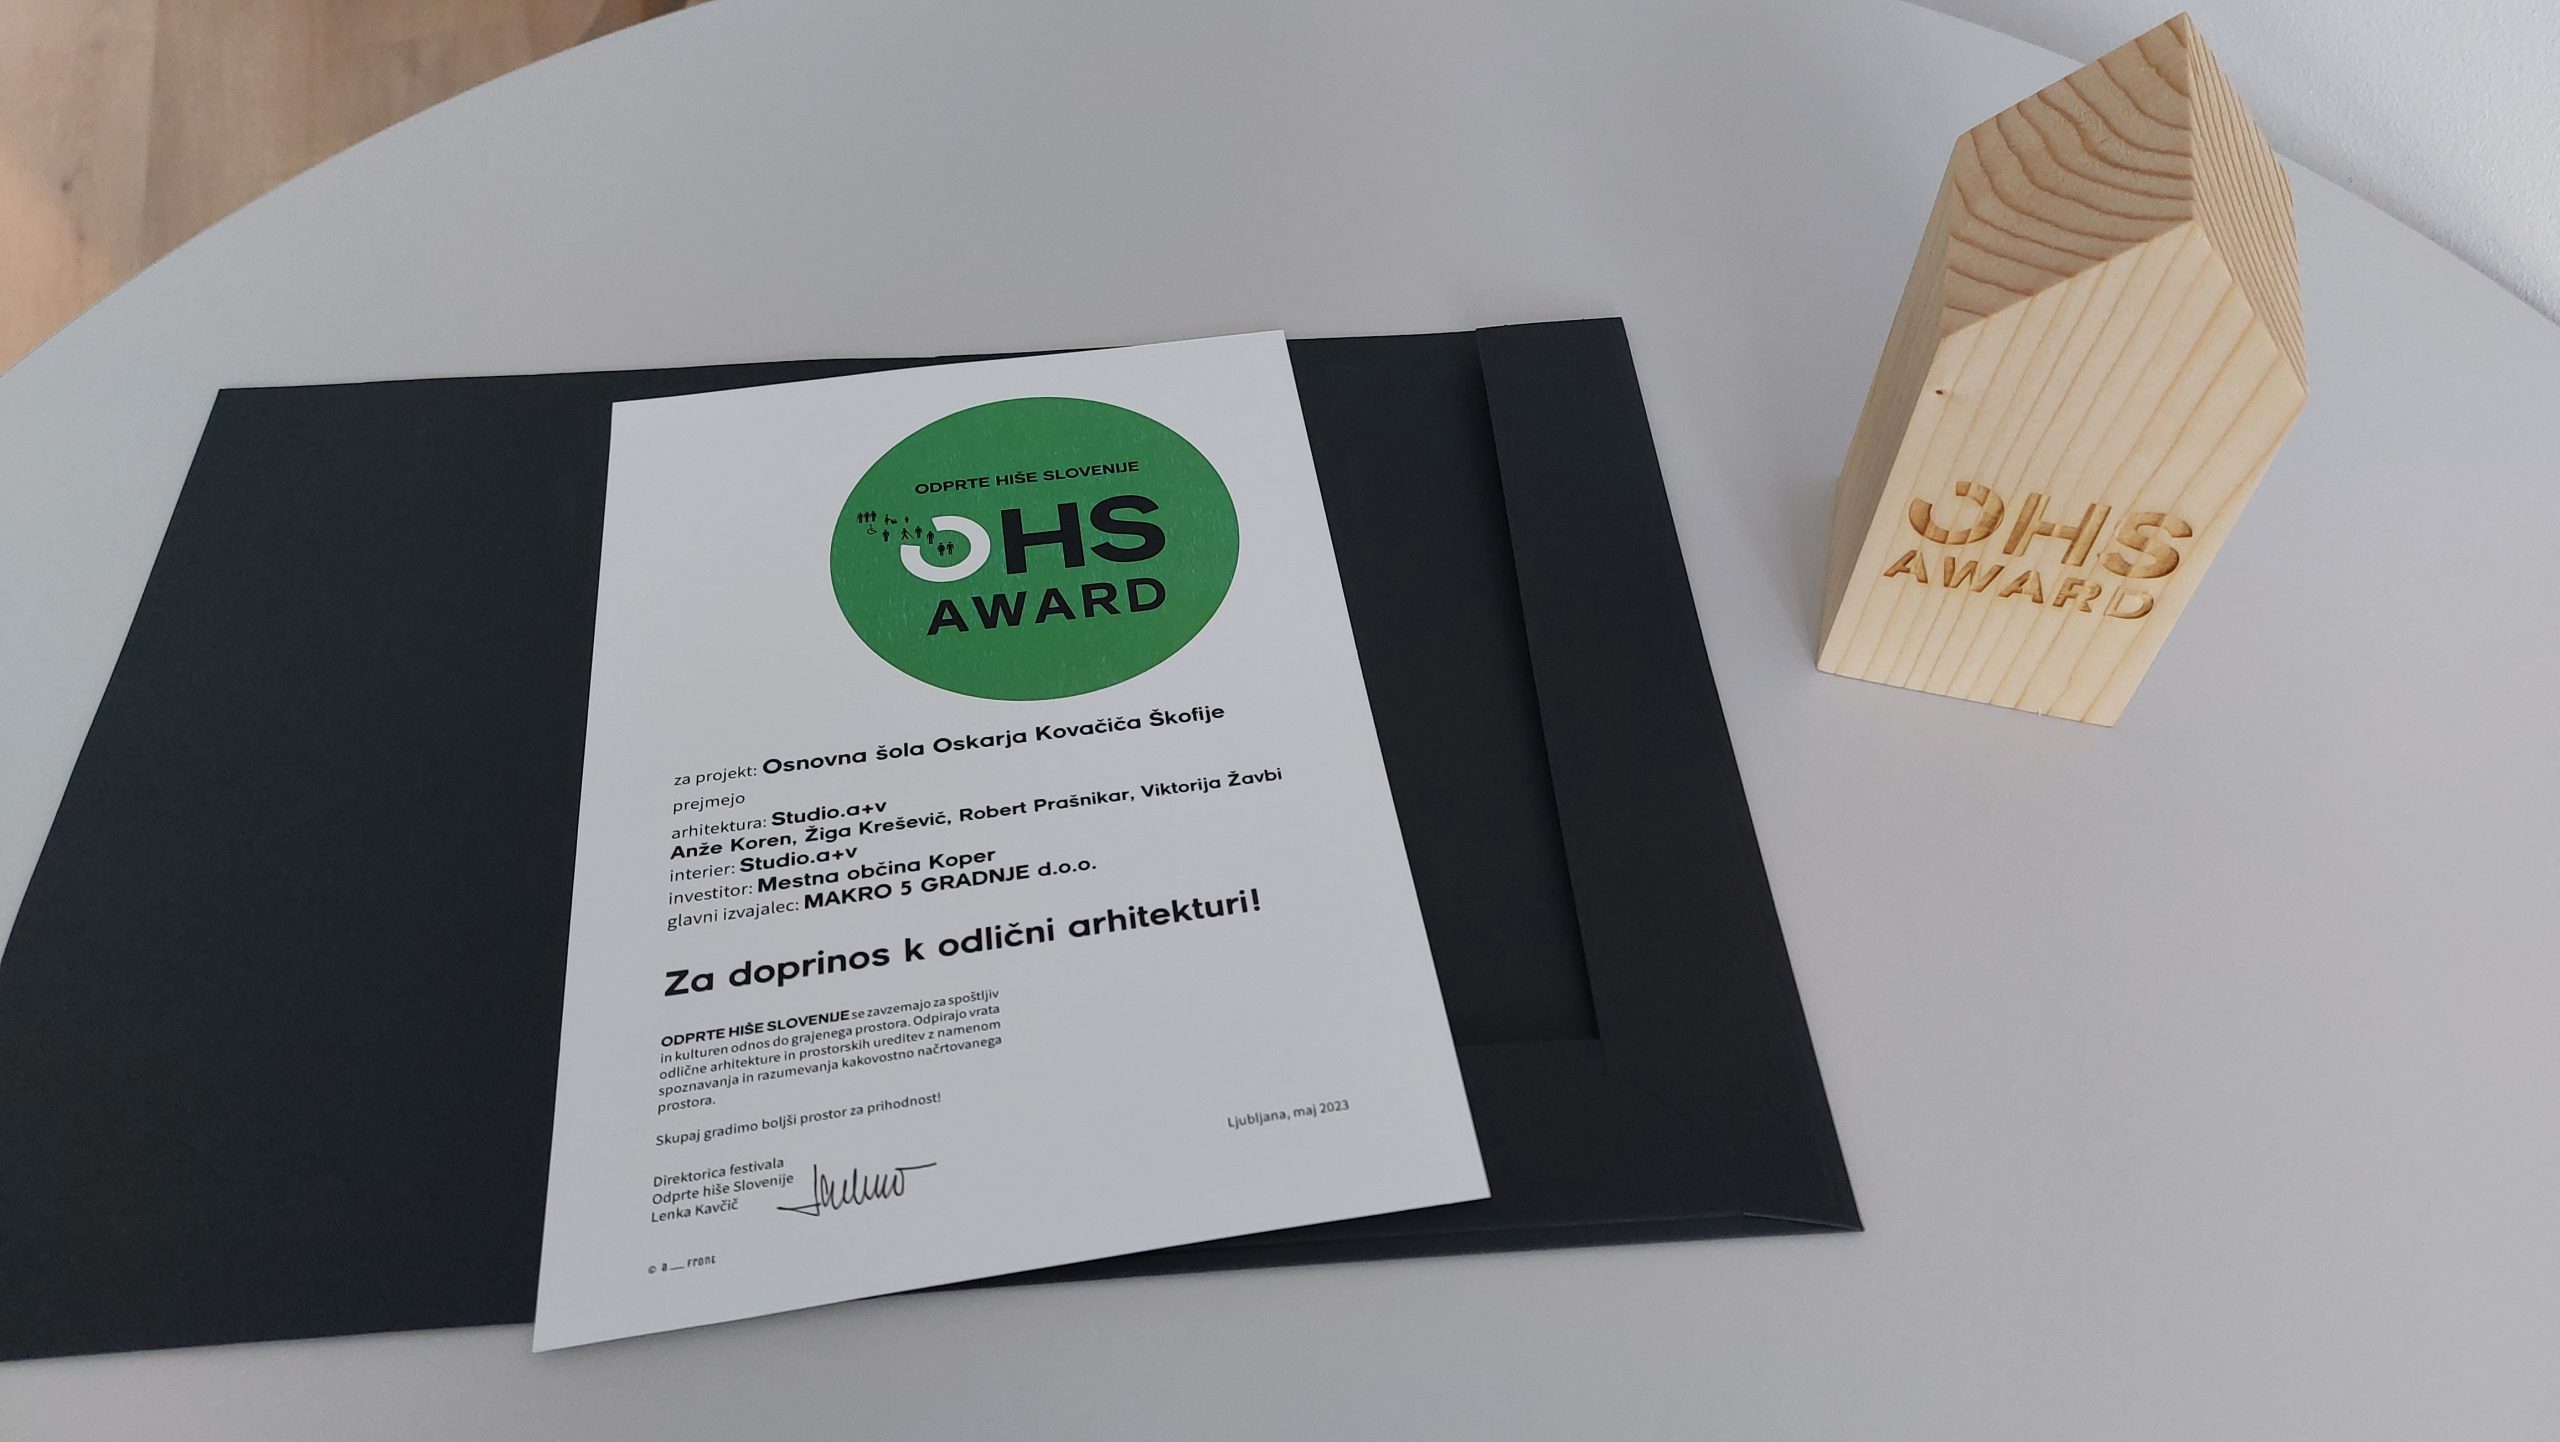 ODPRTE HIŠE SLOVENIJE
OHS
AWARD
za projekt: Osnovna šola Oskarja Kovačiča Škofije
prejmejo
arhitektura: Studio.a+v
Anže Koren, Žiga Kreševič, Robert Prašnikar, Viktorija Žavbi
interier: Studio.a+v
investitor: Mestna občina Koper
glavni izvajalec: MAKRO 5 GRADNJE d.o.o.
Za doprinos k odlični arhitekturi!
ODPRTE HIŠE SLOVENIJE se zavzemajo za spoštljiv
in kulturen odnos do grajenega prostora. Odpirajo vrata
odlične arhitekture in prostorskih ureditev z namenom
spoznavanja in razumevanja kakovostno načrtovanega
prostora.
Skupaj gradimo boljši prostor za prihodnost!
Ljubljana, maj 2023
Direktorica festivala
Odprte hiše Slovenije
Lenka Kavčič
© a__Front
OHS
AWARD